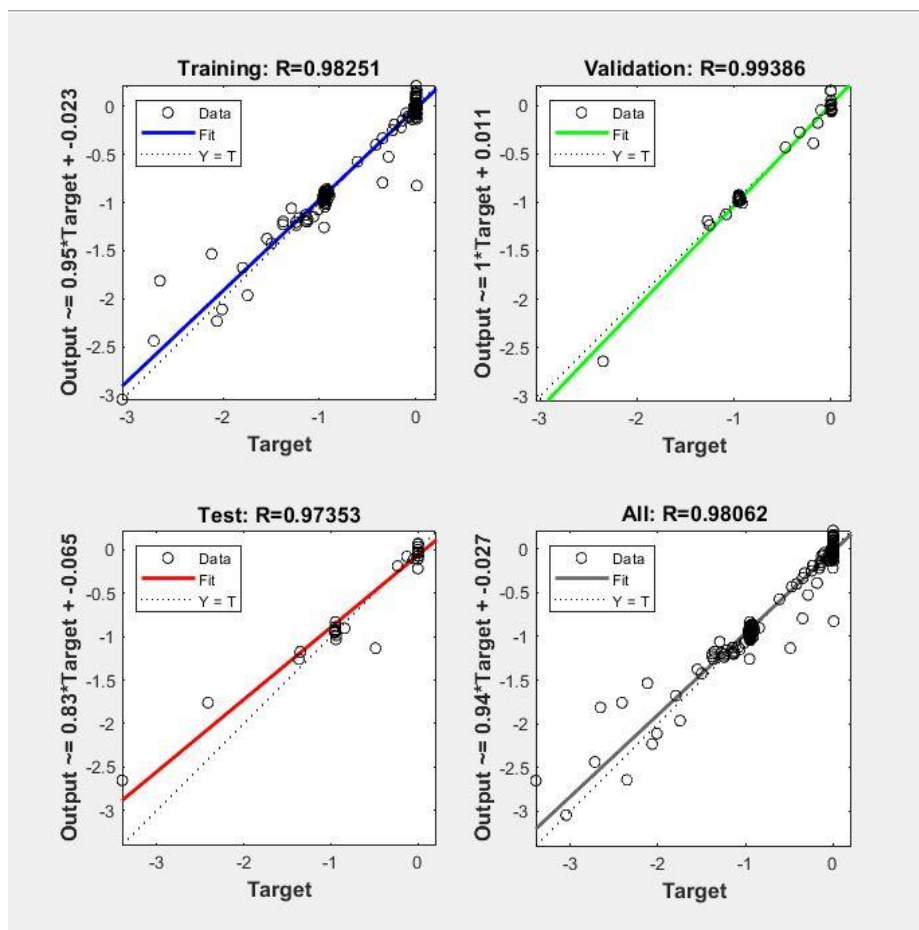 Training: R=0.98251
Output ~= 0.95*Target + -0.023
0
-0.5
-1
-1.5
-2
-2.5
-3
Data
Fit
Y = T
-3
-2
-1
0
Target
Validation: R=0.99386
Output ~= 1*Target + 0.011
0
-0.5
-1
-1.5
-2
-2.5
-3
Data
Fit
Y = T
-3
-2
-1
0
Target
Test: R=0.97353
Output ~= 0.83*Target + -0.065
0
-0.5
-1
-1.5
-2
-2.5
-3
Data
Fit
Y = T
-3
-2
-1
0
Target
All: R=0.98062
Output ~= 0.94*Target + -0.027
0
-0.5
-1
-1.5
-2
-2.5
-3
Data
Fit
Y = T
-3
-2
-1
0
Target